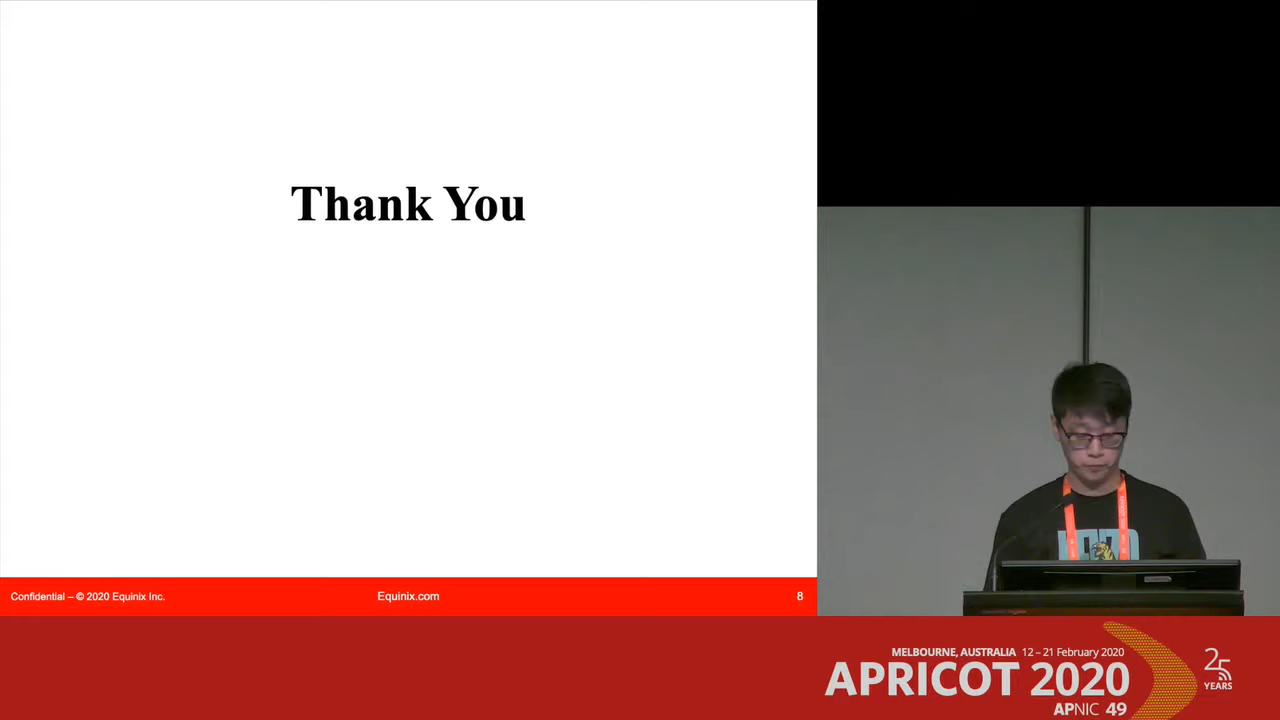 Thank You
Confidential – © 2020 Equinix Inc.
Equinix.com
8
MELBOURNE, AUSTRALIA 12 – 21 February 2020
APRICOT 2020
APNIC 49
25
YEARS